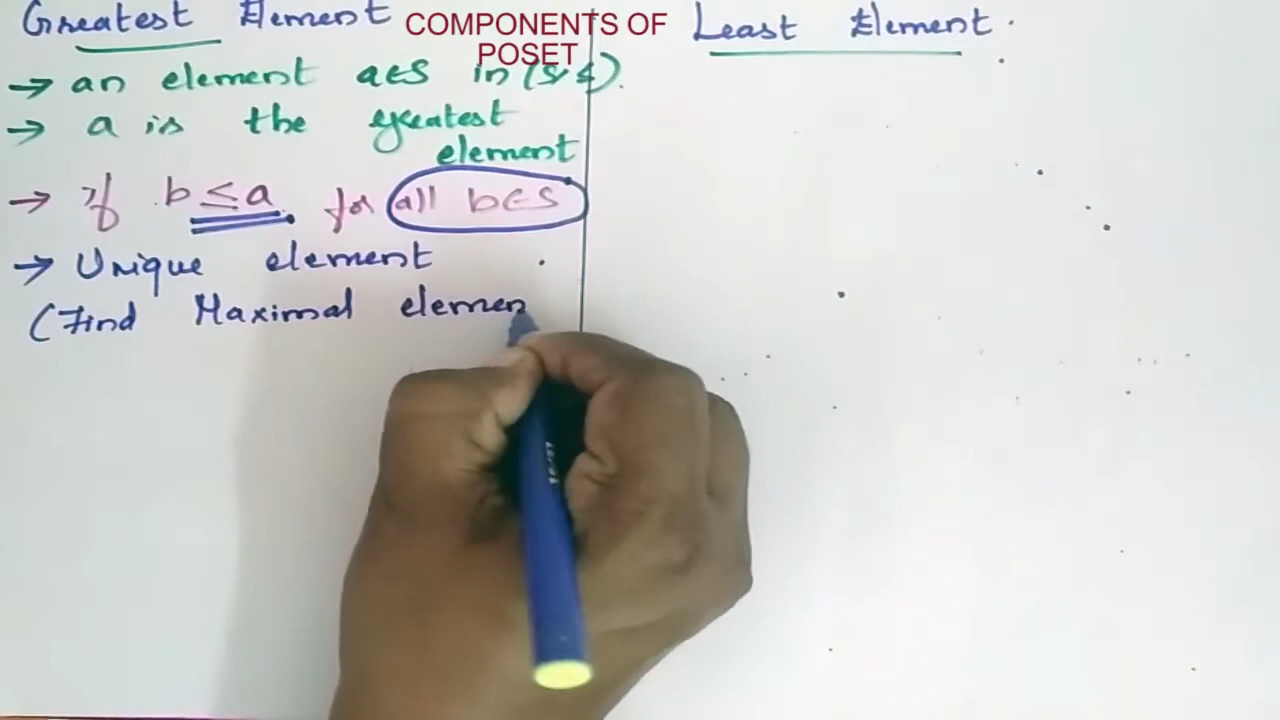 Greatest Element
COMPONENTS OF
POSET
→ an element a∈S in (S, ≤).
→ a is the greatest
element
→ if b ≤ a for all b∈S
→ Unique element
(Find Maximal elemen
Least Element.